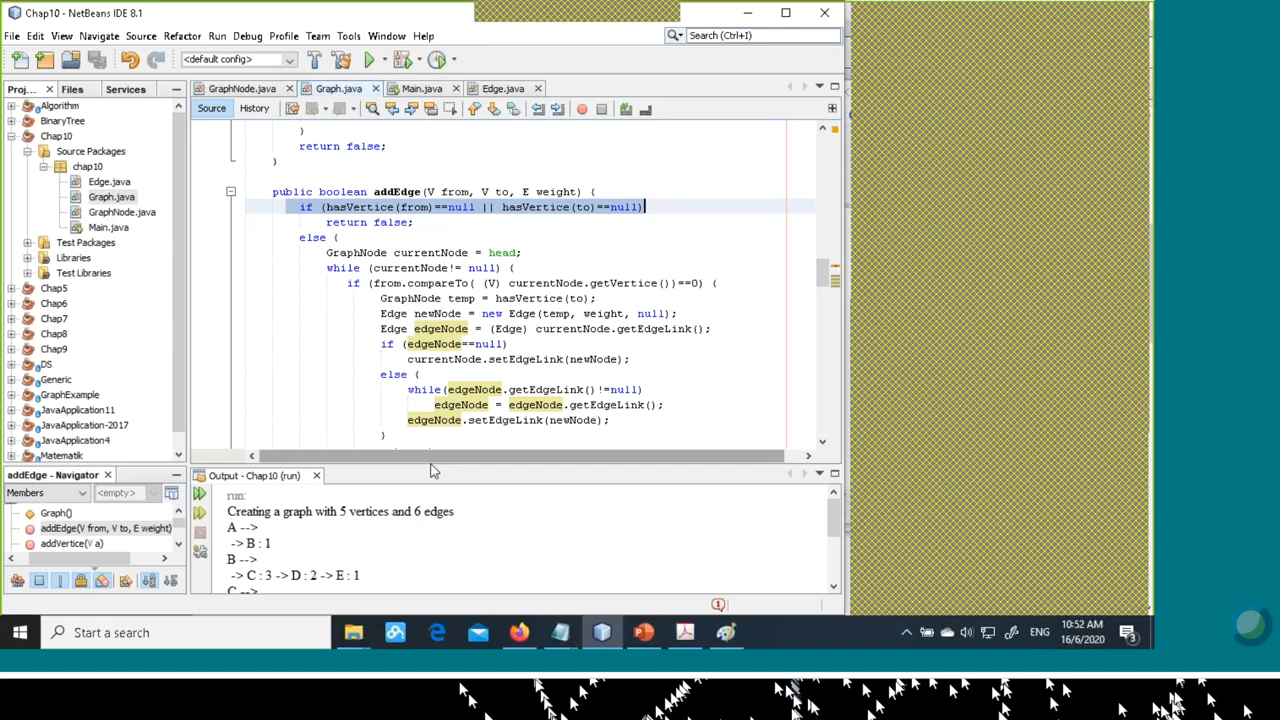 Chap10 - NetBeans IDE 8.1
File Edit View Navigate Source Refactor Run Debug Profile Team Tools Window Help
Search (Ctrl+I)
<default config>
Proj... Files Services
GraphNode.java Graph.java Main.java Edge.java
Source History
Algorithm
BinaryTree
Chap10
Source Packages
chap10
Edge.java
Graph.java
GraphNode.java
Main.java
Test Packages
Libraries
Test Libraries
Chap5
Chap6
Chap7
Chap8
Chap9
DS
Generic
GraphExample
JavaApplication11
JavaApplication-2017
JavaApplication4
Matematik
}
return false;
}
public boolean addEdge(V from, V to, E weight) {
if (hasVertice(from)==null || hasVertice(to)==null)
return false;
else {
GraphNode currentNode = head;
while (currentNode!= null) {
if (from.compareTo( (V) currentNode.getVertice())==0) {
GraphNode temp = hasVertice(to);
Edge newNode = new Edge(temp, weight, null);
Edge edgeNode = (Edge) currentNode.getEdgeLink();
if (edgeNode==null)
currentNode.setEdgeLink(newNode);
else {
while(edgeNode.getEdgeLink()!=null)
edgeNode = edgeNode.getEdgeLink();
edgeNode.setEdgeLink(newNode);
}
addEdge - Navigator
Members <empty>
Graph()
addEdge(V from, V to, E weight)
addVertice(V a)
Output - Chap10 (run)
run:
Creating a graph with 5 vertices and 6 edges
A -->
-> B : 1
B -->
-> C : 3 -> D : 2 -> E : 1
C -->
Start a search
ENG
10:52 AM
16/6/2020
3